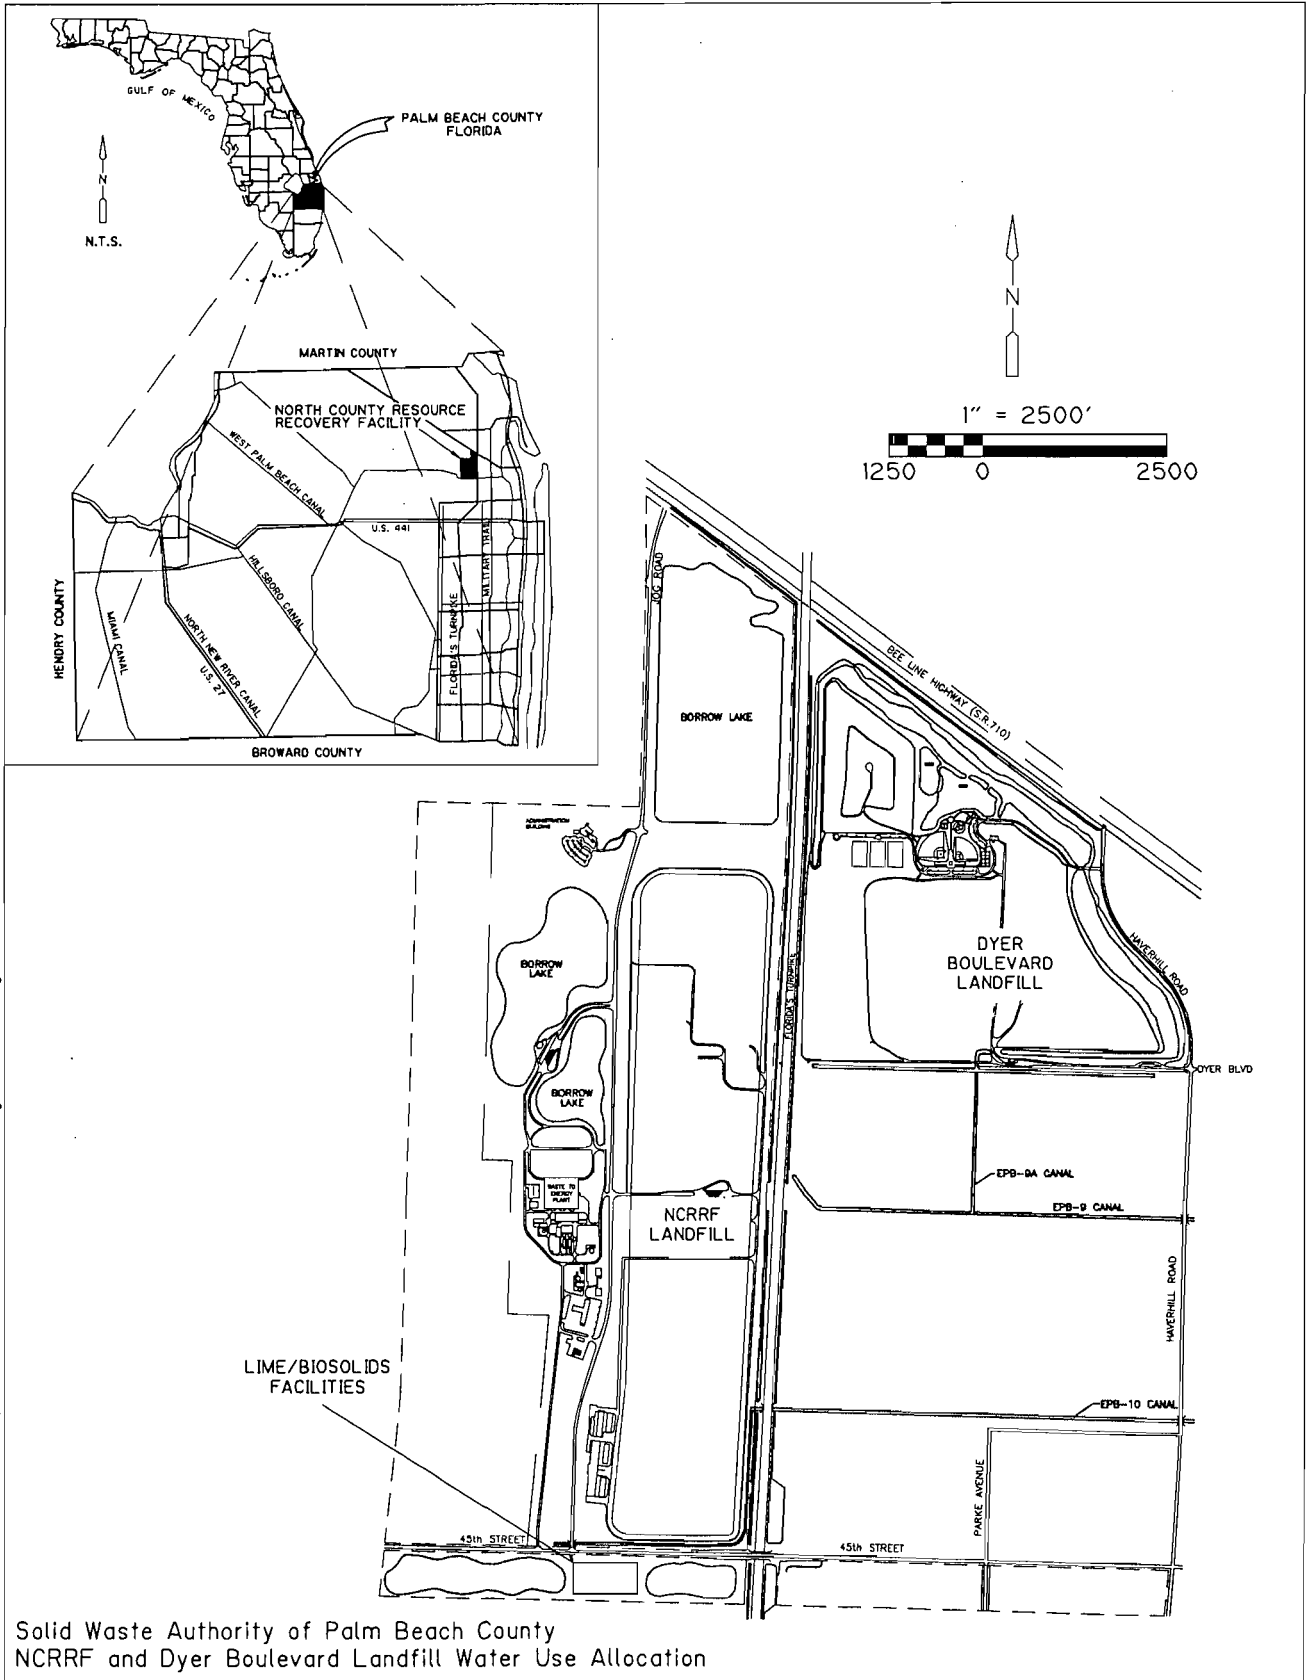 GULF OF MEXICO
PALM BEACH COUNTY
FLORIDA
N
N.T.S.
MARTIN COUNTY
NORTH COUNTY RESOURCE
RECOVERY FACILITY
WEST PALM BEACH CANAL
U.S. 441
MILITARY TRAIL
HILLSBORO CANAL
HENDRY COUNTY
MIAMI CANAL
NORTH NEW RIVER CANAL
U.S. 27
FLORIDA'S TURNPIKE
BROWARD COUNTY
N
1" = 2500'
1250 0 2500
JOG ROAD
BEE LINE HIGHWAY (S.R.710)
BORROW LAKE
ADMINISTRATION
BUILDING
BORROW
LAKE
DYER
BOULEVARD
LANDFILL
HAVERHILL ROAD
FLORIDA'S TURNPIKE
DYER BLVD
BORROW
LAKE
EPB-9A CANAL
WASTE TO
ENERGY
PLANT
EPB-9 CANAL
NCRRF
LANDFILL
HAVERHILL ROAD
LIME/BIOSOLIDS
FACILITIES
EPB-10 CANAL
PARKE AVENUE
45th STREET
45th STREET
Solid Waste Authority of Palm Beach County
NCRRF and Dyer Boulevard Landfill Water Use Allocation